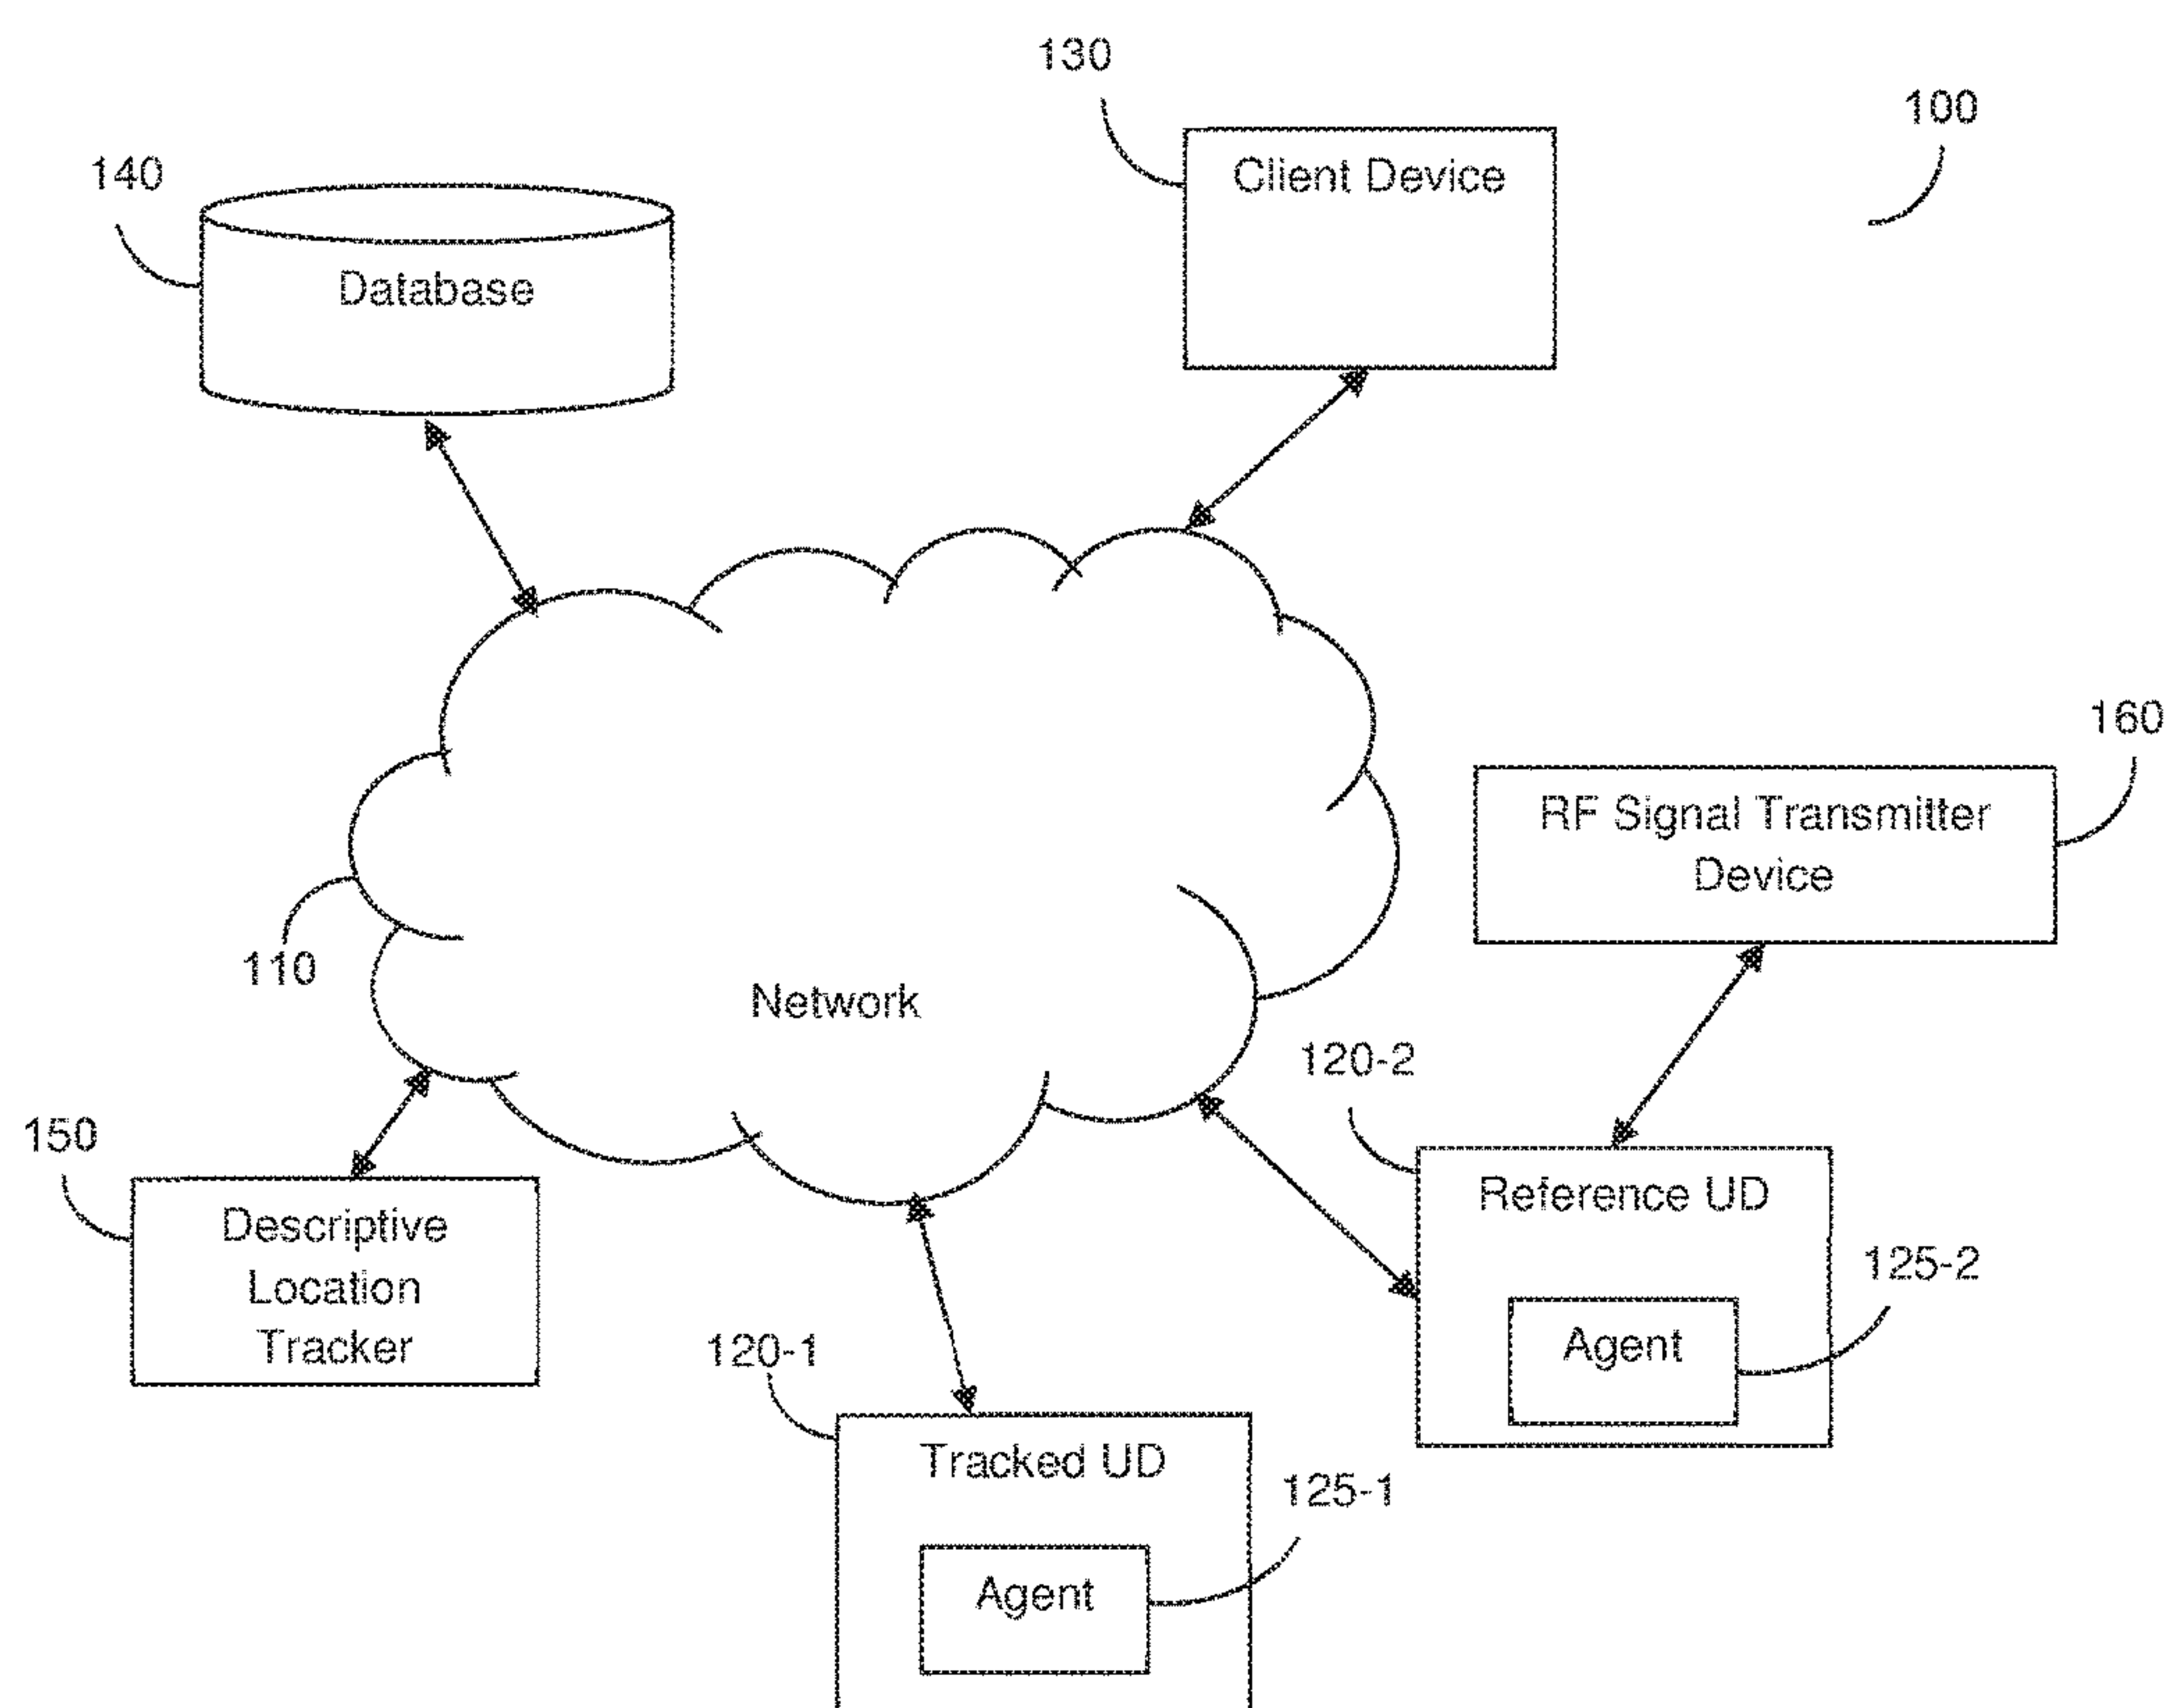 130
100
140
Client Device
Database
160
RF Signal Transmitter
Device
110
Network
120-2
150
Reference UD
Descriptive
Location
Tracker
125-2
Agent
120-1
Tracked UD
125-1
Agent